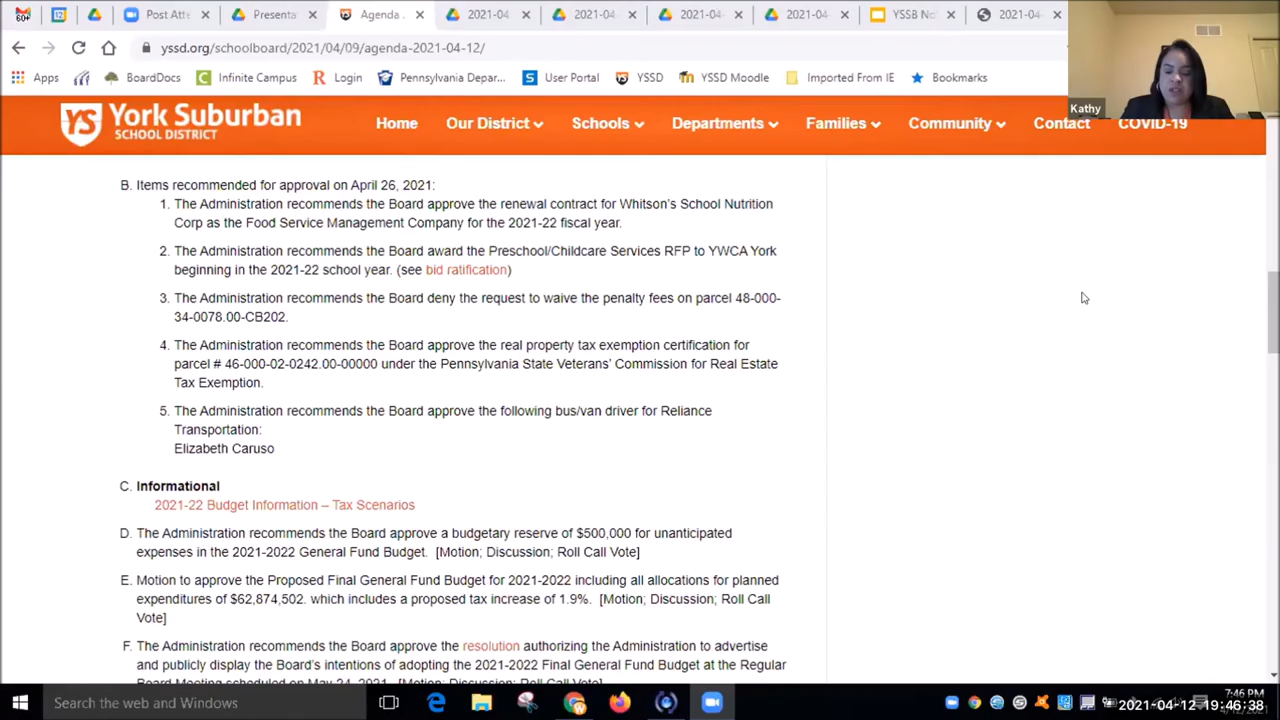 Post Att
Presenta
Agenda
2021-04
2021-04
2021-04
2021-04
YSSB No
2021-04-
yssd.org/schoolboard/2021/04/09/agenda-2021-04-12/
Apps BoardDocs Infinite Campus Login Pennsylvania Depar... User Portal YSSD YSSD Moodle Imported From IE Bookmarks
Kathy
YS York Suburban
SCHOOL DISTRICT
Home Our District Schools Departments Families Community Contact COVID-19
B. Items recommended for approval on April 26, 2021:
1. The Administration recommends the Board approve the renewal contract for Whitson's School Nutrition
Corp as the Food Service Management Company for the 2021-22 fiscal year.
2. The Administration recommends the Board award the Preschool/Childcare Services RFP to YWCA York
beginning in the 2021-22 school year. (see bid ratification)
3. The Administration recommends the Board deny the request to waive the penalty fees on parcel 48-000-
34-0078.00-CB202.
4. The Administration recommends the Board approve the real property tax exemption certification for
parcel # 46-000-02-0242.00-00000 under the Pennsylvania State Veterans' Commission for Real Estate
Tax Exemption.
5. The Administration recommends the Board approve the following bus/van driver for Reliance
Transportation:
Elizabeth Caruso
C. Informational
2021-22 Budget Information – Tax Scenarios
D. The Administration recommends the Board approve a budgetary reserve of $500,000 for unanticipated
expenses in the 2021-2022 General Fund Budget. [Motion; Discussion; Roll Call Vote]
E. Motion to approve the Proposed Final General Fund Budget for 2021-2022 including all allocations for planned
expenditures of $62,874,502. which includes a proposed tax increase of 1.9%. [Motion; Discussion; Roll Call
Vote]
F. The Administration recommends the Board approve the resolution authorizing the Administration to advertise
and publicly display the Board's intentions of adopting the 2021-2022 Final General Fund Budget at the Regular
Board Meeting scheduled on May 24, 2021. [Motion; Discussion; Roll Call Vote]
Search the web and Windows
7:46 PM
2021-04-12 19:46:38